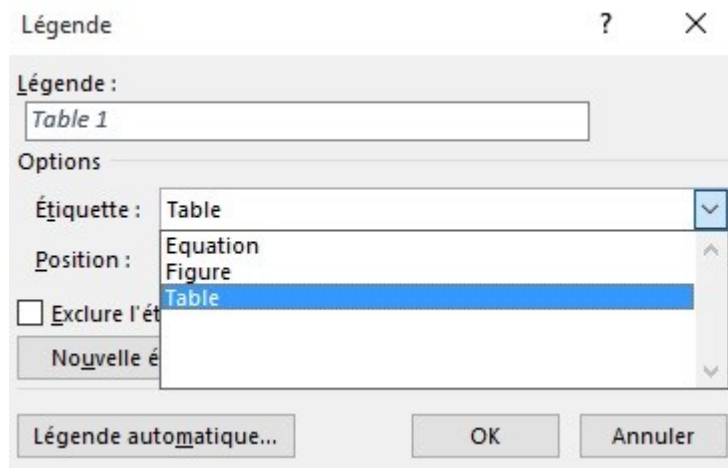 Légende ?
Légende :
Table 1
Options
Étiquette : Table
Equation
Position :
Figure
Table
Exclure l'ét
Nouvelle é
Légende automatique... OK Annuler